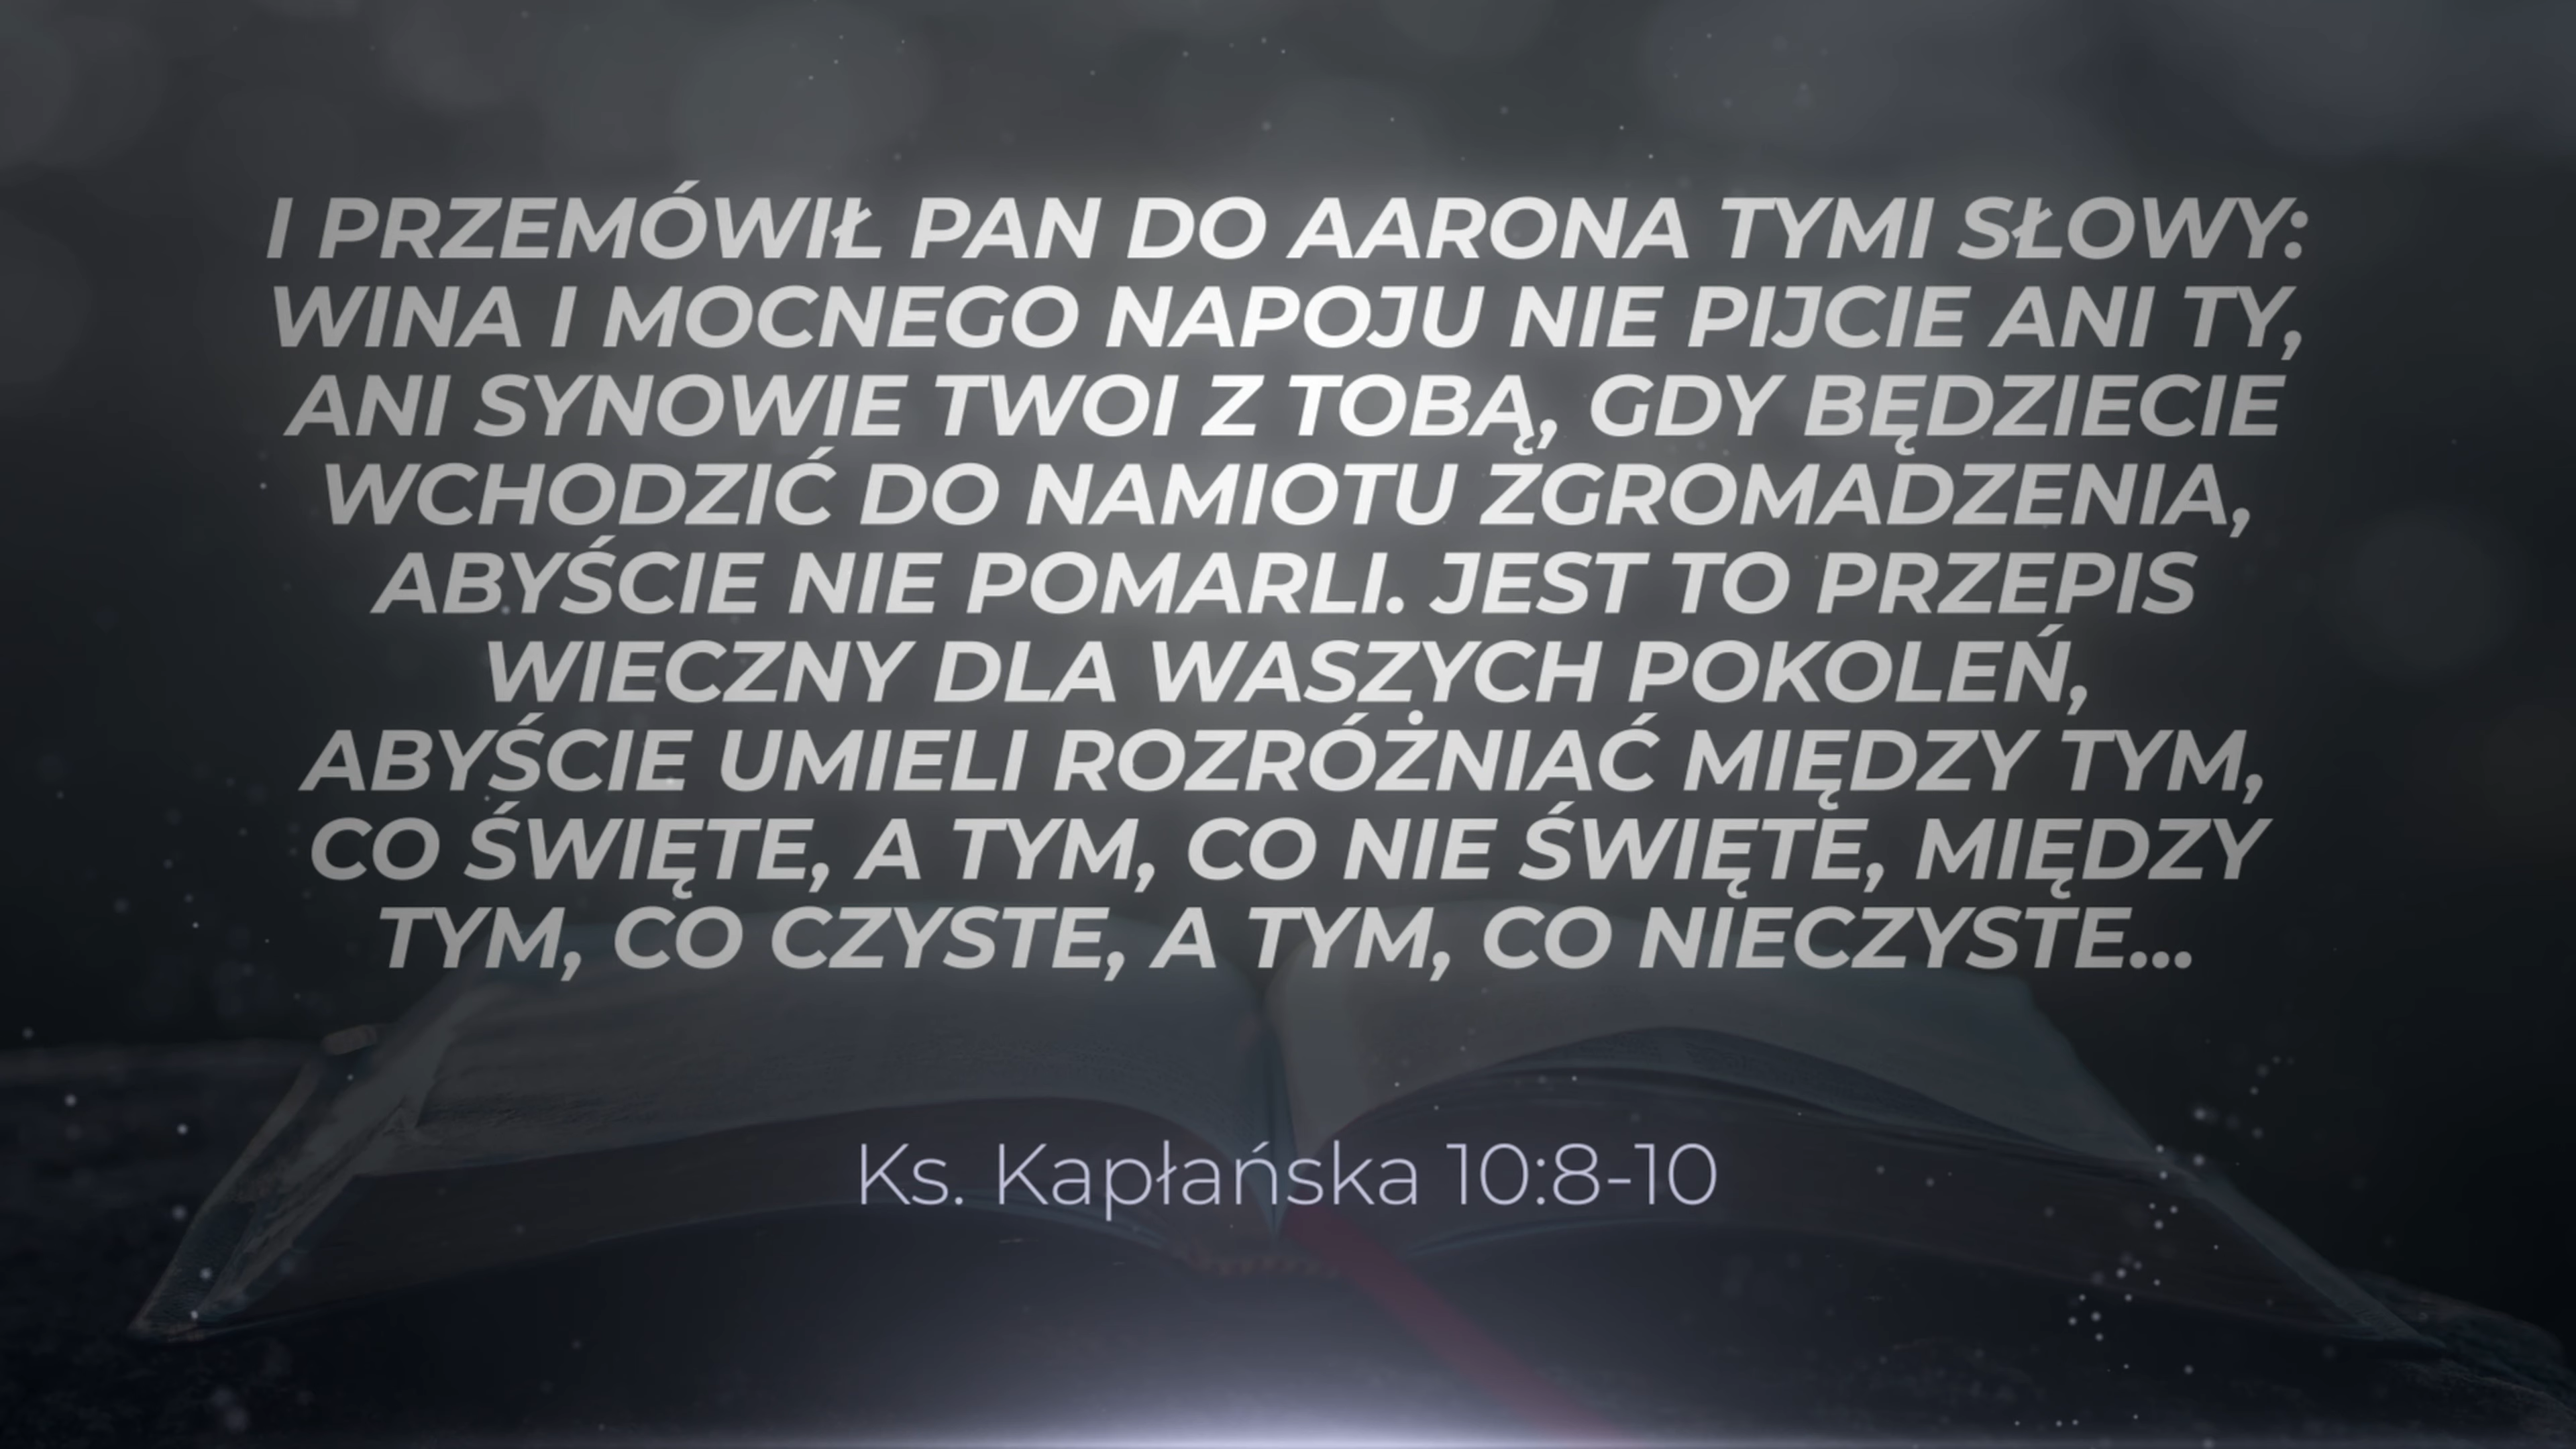 I PRZEMÓWIŁ PAN DO AARONA TYMI SŁOWY:
WINA I MOCNEGO NAPOJU NIE PIJCIE ANI TY,
ANI SYNOWIE TWOI Z TOBĄ, GDY BĘDZIECIE
WCHODZIĆ DO NAMIOTU ZGROMADZENIA,
ABYŚCIE NIE POMARLI. JEST TO PRZEPIS
WIECZNY DLA WASZYCH POKOLEŃ,
ABYŚCIE UMIELI ROZRÓŻNIAĆ MIĘDZY TYM,
CO ŚWIĘTE, A TYM, CO NIE ŚWIĘTE, MIĘDZY
TYM, CO CZYSTE, A TYM, CO NIECZYSTE...
Ks. Kapłańska 10:8-10